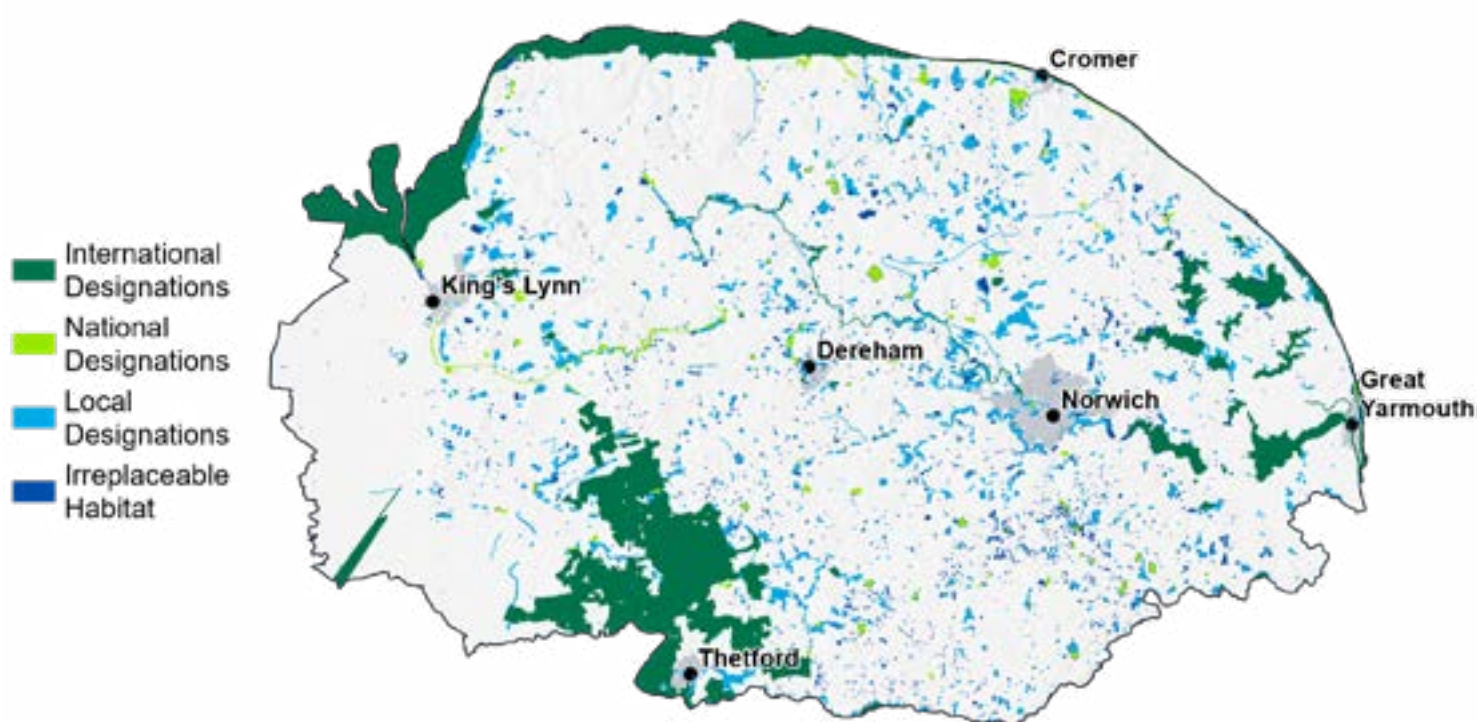 International
Designations
National
Designations
Local
Designations
Irreplaceable
Habitat
Cromer
King's Lynn
Dereham
Norwich
Great
Yarmouth
Thetford